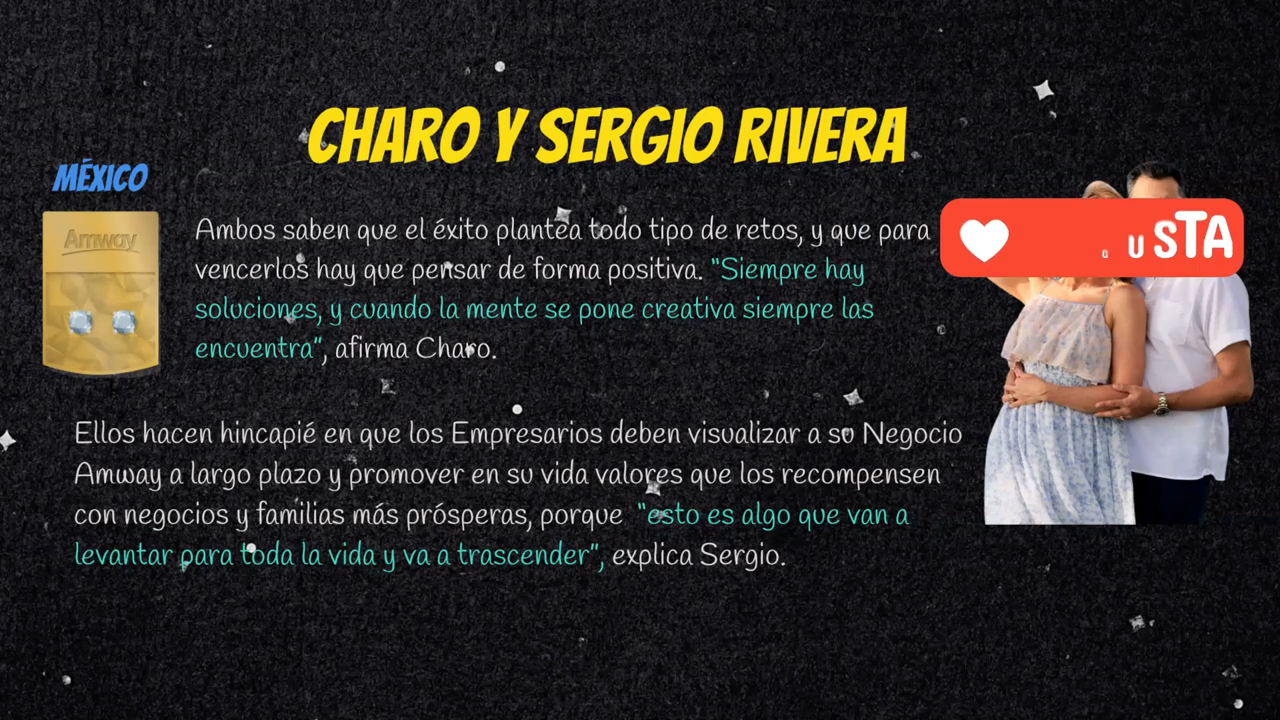 CHARO Y SERGIO RIVERA
MÉXICO
Amway
Ambos saben que el éxito plantea todo tipo de retos, y que para
vencerlos hay que pensar de forma positiva. "Siempre hay
soluciones, y cuando la mente se pone creativa siempre las
encuentra", afirma Charo.
G USTA
Ellos hacen hincapié en que los Empresarios deben visualizar a su Negocio
Amway a largo plazo y promover en su vida valores que los recompensen
con negocios y familias más prósperas, porque "esto es algo que van a
levantar para toda la vida y va a trascender", explica Sergio.